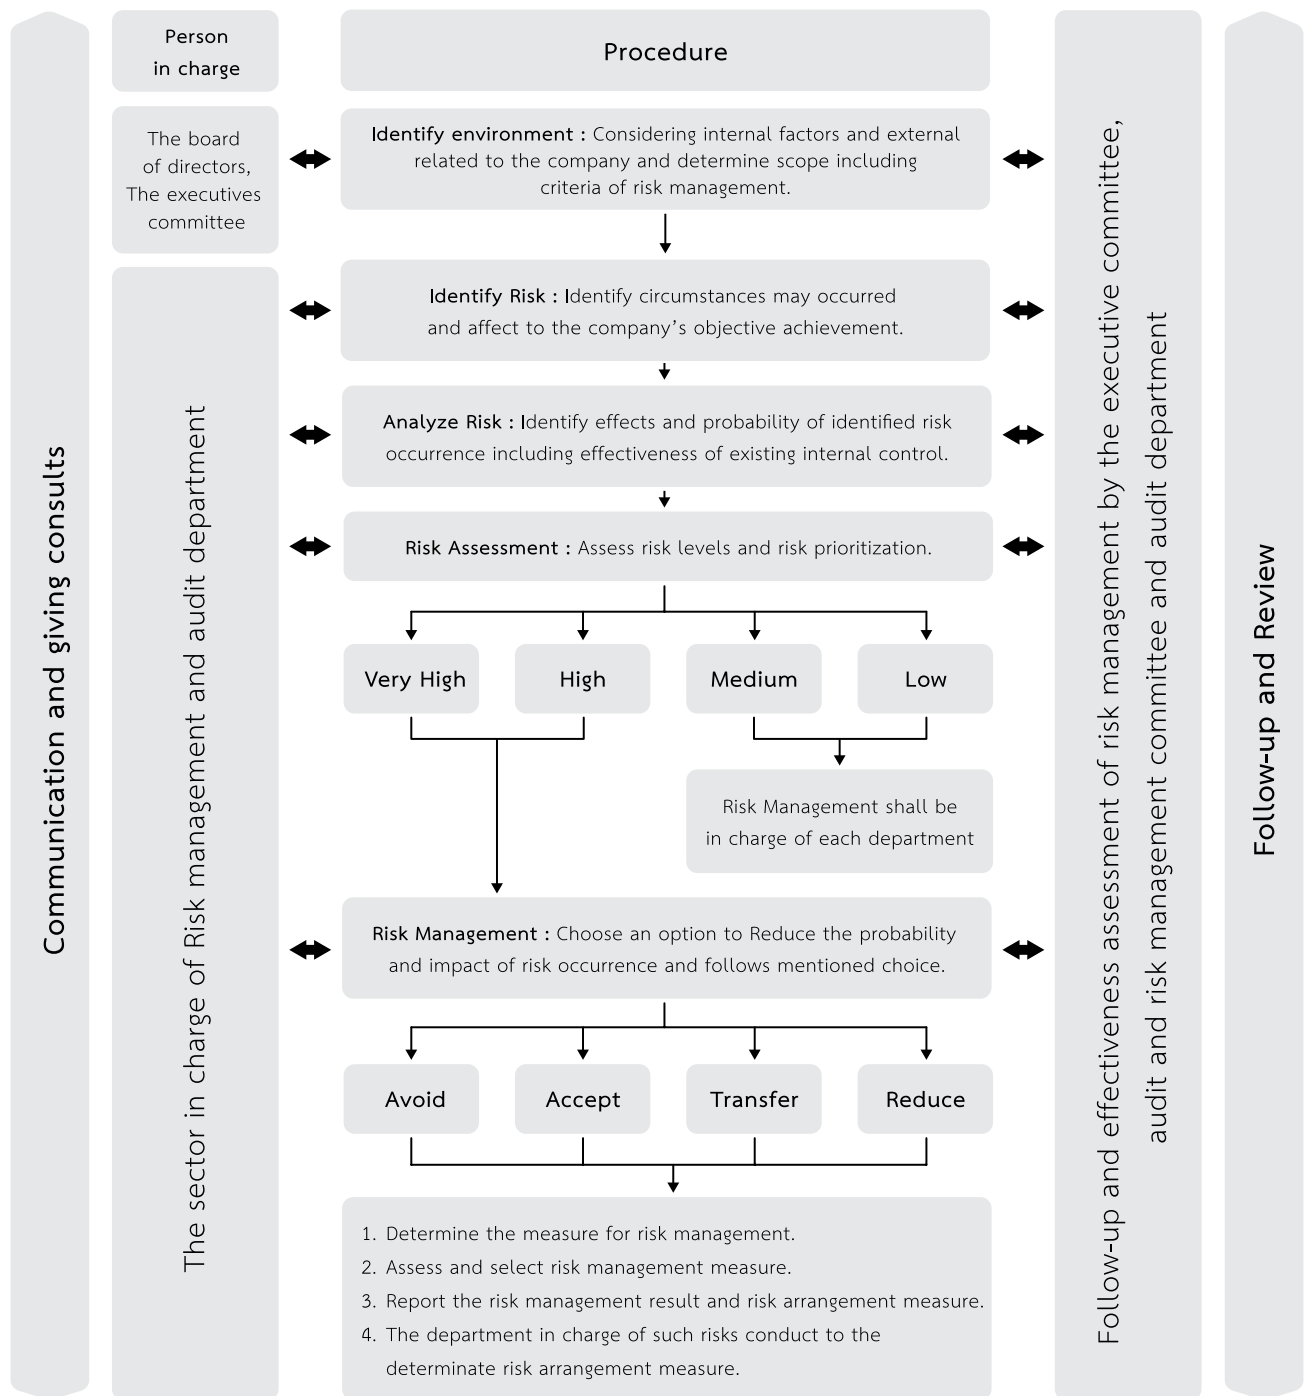 Communication and giving consults
Person
in charge
The board
of directors,
The executives
committee
The sector in charge of Risk management and audit department
Procedure
Identify environment : Considering internal factors and external
related to the company and determine scope including
criteria of risk management.
Identify Risk : Identify circumstances may occurred
and affect to the company's objective achievement.
Analyze Risk : Identify effects and probability of identified risk
occurrence including effectiveness of existing internal control.
Risk Assessment : Assess risk levels and risk prioritization.
Very High
High
Medium
Low
Risk Management shall be
in charge of each department
Risk Management : Choose an option to Reduce the probability
and impact of risk occurrence and follows mentioned choice.
Avoid
Accept
Transfer
Reduce
1. Determine the measure for risk management.
2. Assess and select risk management measure.
3. Report the risk management result and risk arrangement measure.
4. The department in charge of such risks conduct to the
determinate risk arrangement measure.
Follow-up and effectiveness assessment of risk management by the executive committee,
audit and risk management committee and audit department
Follow-up and Review